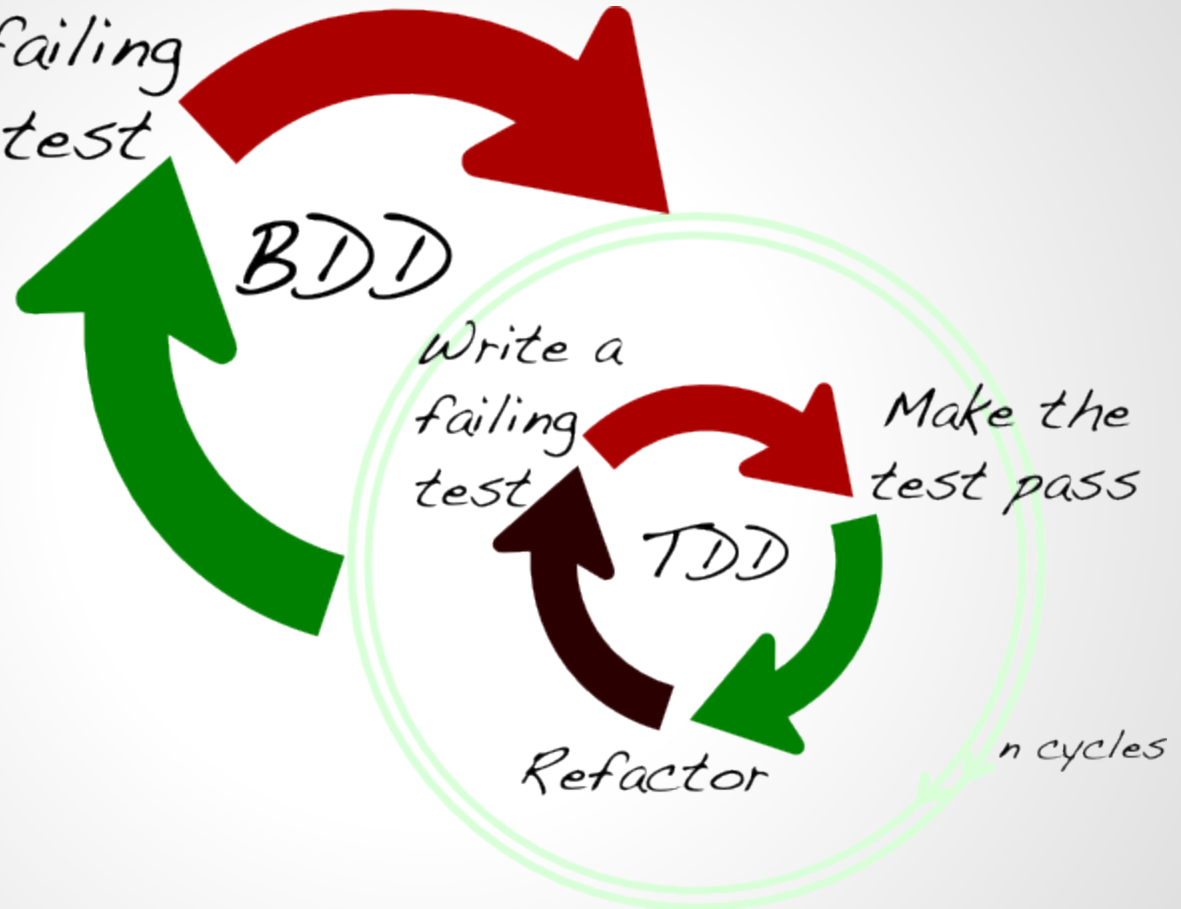 failing
test
BDD
Write a
failing
test
Make the
test pass
TDD
Refactor
n cycles